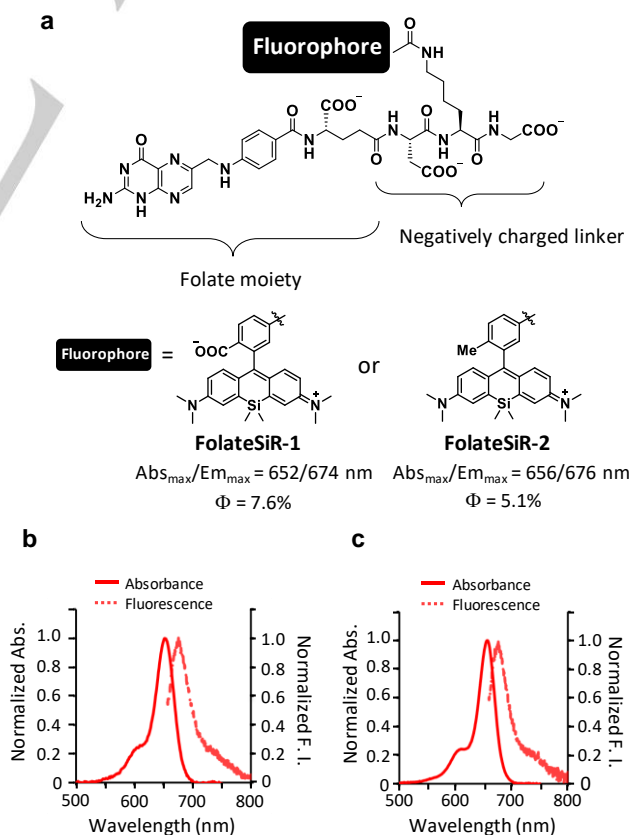 a
Fluorophore
O
NH
COO⁻
O
N
H
O
H
N
O
N
H
O
H
N
COO⁻
O
COO⁻
O
HN
N
N
H
H₂N
N
H
N
Negatively charged linker
Folate moiety
Fluorophore =
⁻OOC
N
Si
N⁺
or
Me
N
Si
N⁺
FolateSiR-1
FolateSiR-2
Absmax/Emmax = 652/674 nm
Absmax/Emmax = 656/676 nm
Φ = 7.6%
Φ = 5.1%
b
Absorbance
Fluorescence
Normalized Abs.
1.0
0.8
0.6
0.4
0.2
0
1.0
0.8
0.6
0.4
0.2
0
Normalized F. I.
500 600 700 800
Wavelength (nm)
c
Absorbance
Fluorescence
Normalized Abs.
1.0
0.8
0.6
0.4
0.2
0
1.0
0.8
0.6
0.4
0.2
0
Normalized F. I.
500 600 700 800
Wavelength (nm)